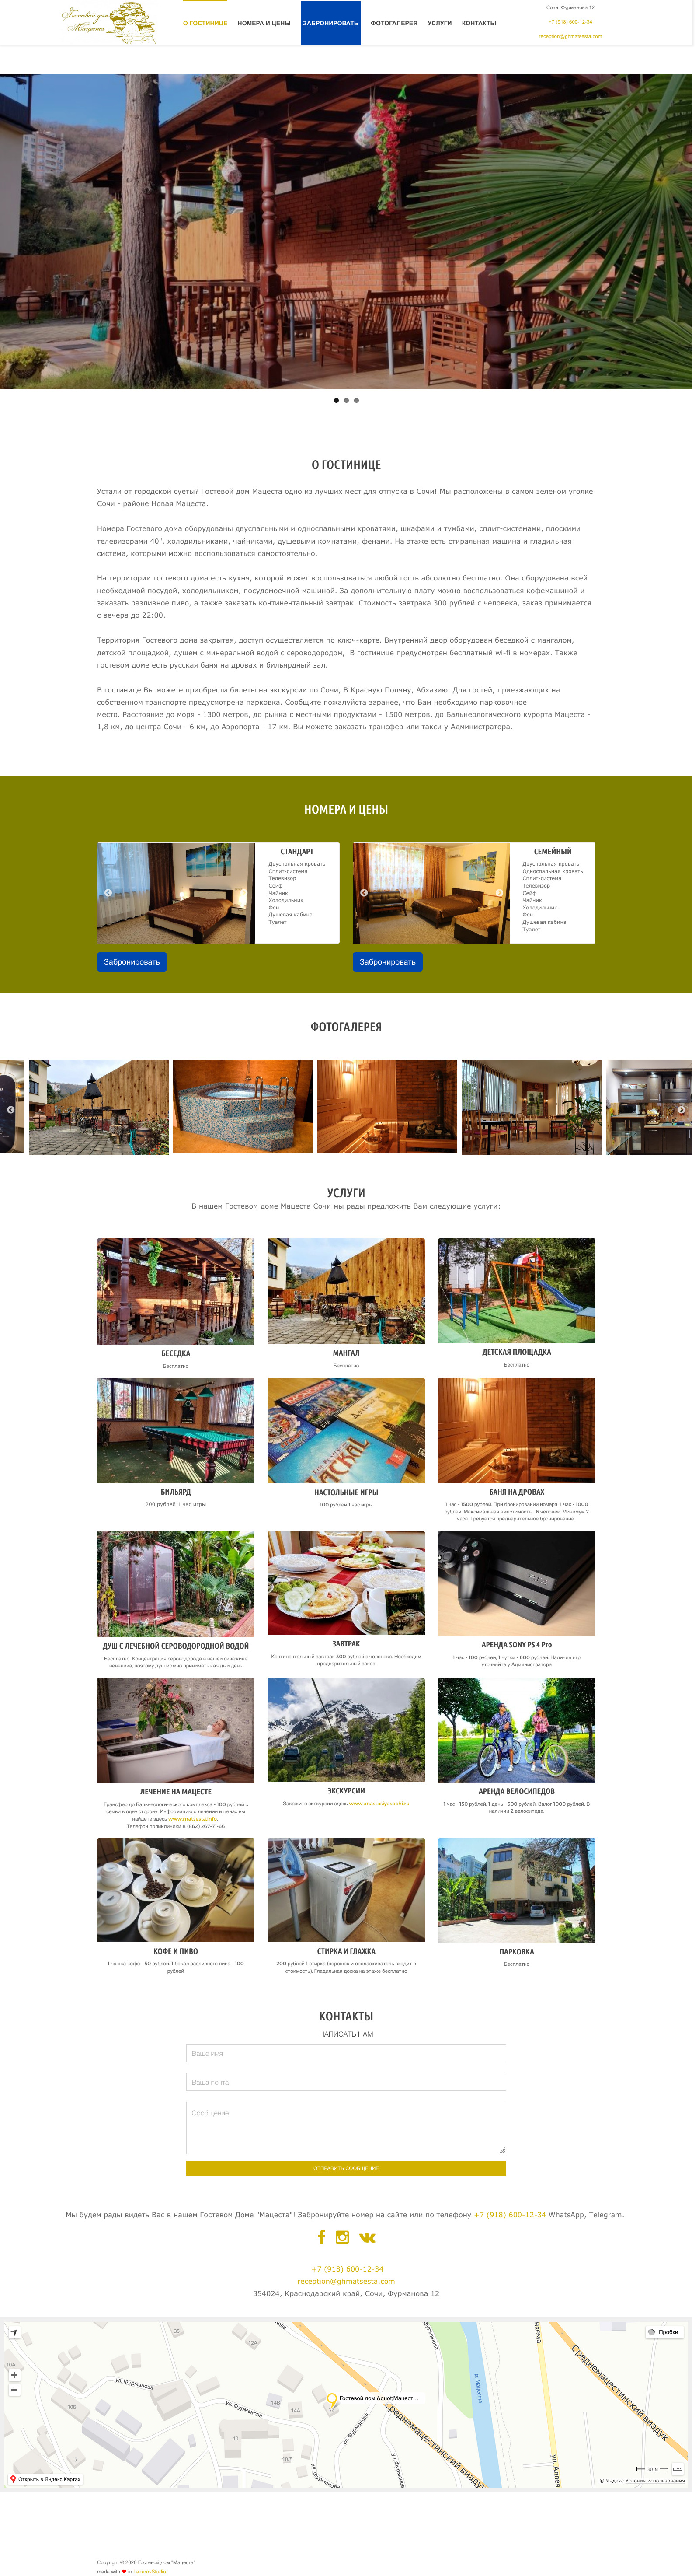 Гостевой дом
Мацеста
О ГОСТИНИЦЕ
НОМЕРА И ЦЕНЫ
ЗАБРОНИРОВАТЬ
ФОТОГАЛЕРЕЯ
УСЛУГИ
КОНТАКТЫ
Сочи, Фурманова 12
+7 (918) 600-12-34
reception@ghmatsesta.com
О ГОСТИНИЦЕ
Устали от городской суеты? Гостевой дом Мацеста одно из лучших мест для отпуска в Сочи! Мы расположены в самом зеленом уголке
Сочи - районе Новая Мацеста.
Номера Гостевого дома оборудованы двуспальными и односпальными кроватями, шкафами и тумбами, сплит-системами, плоскими
телевизорами 40", холодильниками, чайниками, душевыми комнатами, фенами. На этаже есть стиральная машина и гладильная
система, которыми можно воспользоваться самостоятельно.
На территории гостевого дома есть кухня, которой может воспользоваться любой гость абсолютно бесплатно. Она оборудована всей
необходимой посудой, холодильником, посудомоечной машиной. За дополнительную плату можно воспользоваться кофемашиной и
заказать разливное пиво, а также заказать континентальный завтрак. Стоимость завтрака 300 рублей с человека, заказ принимается
с вечера до 22:00.
Территория Гостевого дома закрытая, доступ осуществляется по ключ-карте. Внутренний двор оборудован беседкой с мангалом,
детской площадкой, душем с минеральной водой с сероводородом,  В гостинице предусмотрен бесплатный wi-fi в номерах. Также
гостевом доме есть русская баня на дровах и бильярдный зал.
В гостинице Вы можете приобрести билеты на экскурсии по Сочи, В Красную Поляну, Абхазию. Для гостей, приезжающих на
собственном транспорте предусмотрена парковка. Сообщите пожалуйста заранее, что Вам необходимо парковочное
место. Расстояние до моря - 1300 метров, до рынка с местными продуктами - 1500 метров, до Бальнеологического курорта Мацеста -
1,8 км, до центра Сочи - 6 км, до Аэропорта - 17 км. Вы можете заказать трансфер или такси у Администратора.
НОМЕРА И ЦЕНЫ
СТАНДАРТ
Двуспальная кровать
Сплит-система
Телевизор
Сейф
Чайник
Холодильник
Фен
Душевая кабина
Туалет
Забронировать
СЕМЕЙНЫЙ
Двуспальная кровать
Односпальная кровать
Сплит-система
Телевизор
Сейф
Чайник
Холодильник
Фен
Душевая кабина
Туалет
Забронировать
ФОТОГАЛЕРЕЯ
УСЛУГИ
В нашем Гостевом доме Мацеста Сочи мы рады предложить Вам следующие услуги:
БЕСЕДКА
Бесплатно
МАНГАЛ
Бесплатно
ДЕТСКАЯ ПЛОЩАДКА
Бесплатно
БИЛЬЯРД
200 рублей 1 час игры
НАСТОЛЬНЫЕ ИГРЫ
100 рублей 1 час игры
БАНЯ НА ДРОВАХ
1 час - 1500 рублей. При бронировании номера: 1 час - 1000
рублей. Максимальная вместимость - 6 человек. Минимум 2
часа. Требуется предварительное бронирование.
ДУШ С ЛЕЧЕБНОЙ СЕРОВОДОРОДНОЙ ВОДОЙ
Бесплатно. Концентрация сероводорода в нашей скважине
невелика, поэтому душ можно принимать каждый день
ЗАВТРАК
Континентальный завтрак 300 рублей с человека. Необходим
предварительный заказ
АРЕНДА SONY PS 4 Pro
1 час - 100 рублей, 1 сутки - 600 рублей. Наличие игр
уточняйте у Администратора
ЛЕЧЕНИЕ НА МАЦЕСТЕ
Трансфер до Бальнеологического комплекса - 100 рублей с
семьи в одну сторону. Информацию о лечении и ценах вы
найдете здесь www.matsesta.info.
Телефон поликлиники 8 (862) 267-71-66
ЭКСКУРСИИ
Закажите экскурсии здесь www.anastasiyasochi.ru.
АРЕНДА ВЕЛОСИПЕДОВ
1 час - 150 рублей, 1 день - 500 рублей. Залог 1000 рублей. В
наличии 2 велосипеда.
КОФЕ И ПИВО
1 чашка кофе - 50 рублей, 1 бокал разливного пива - 100
рублей
СТИРКА И ГЛАЖКА
200 рублей 1 стирка (порошок и ополаскиватель входят в
стоимость). Гладильная доска на этаже бесплатно
ПАРКОВКА
Бесплатно
КОНТАКТЫ
НАПИСАТЬ НАМ
Ваше имя
Ваша почта
Сообщение
ОТПРАВИТЬ СООБЩЕНИЕ
Мы будем рады видеть Вас в нашем Гостевом Доме "Мацеста"! Забронируйте номер на сайте или по телефону +7 (918) 600-12-34 WhatsApp, Telegram.
+7 (918) 600-12-34
reception@ghmatsesta.com
354024, Краснодарский край, Сочи, Фурманова 12
Пробки
35
12А
10А
10Б
14Б
14А
10
10/5
7
ул. Фурманова
ул. Фурманова
ул. Фурманова
ул. Фурманова
Гостевой дом &quot;Мацест...
Среднемацестинский виадук
Среднемацестинский виадук
р. Мацеста
ул. Аллея
30 м
Открыть в Яндекс.Картах
© Яндекс Условия использования
Copyright © 2020 Гостевой дом "Мацеста"
made with ❤ in LazarevStudio